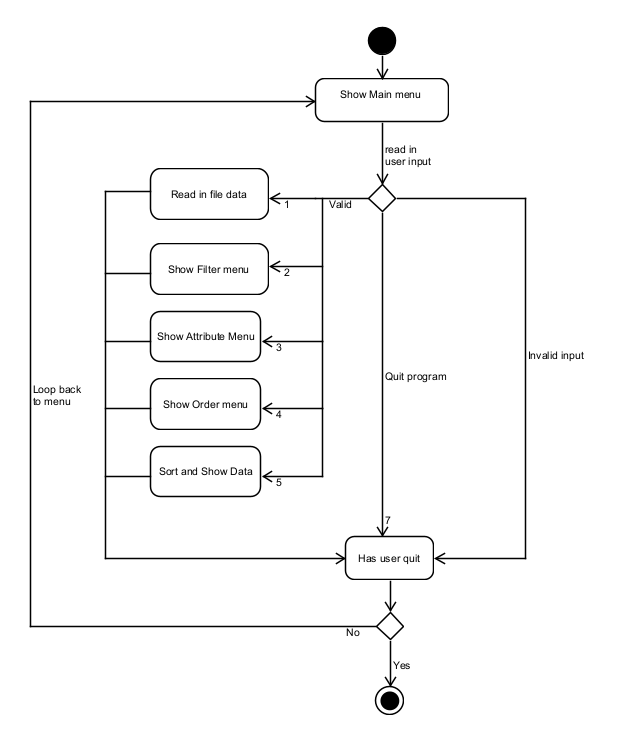 Show Main menu
read in
user input
Read in file data
1
Valid
Show Filter menu
2
Show Attribute Menu
3
Invalid input
Quit program
Loop back
to menu
Show Order menu
4
Sort and Show Data
5
7
Has user quit
No
Yes